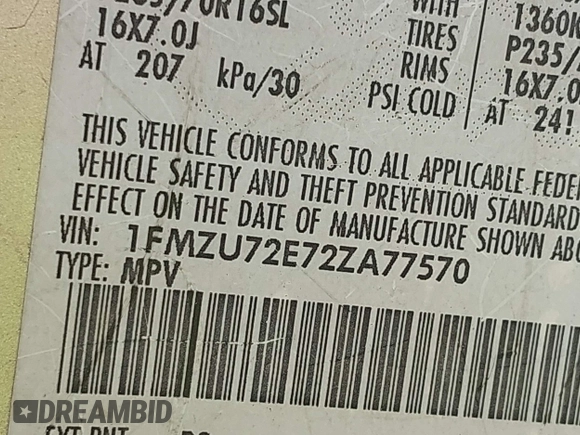 /70R16SL
16X7.0J
AT 207 kPa/30
WITH
TIRES
RIMS
PSI COLD
1360K
P235/
16X7.0
AT 241
THIS VEHICLE CONFORMS TO ALL APPLICABLE FEDE
VEHICLE SAFETY AND THEFT PREVENTION STANDARD
EFFECT ON THE DATE OF MANUFACTURE SHOWN ABO
VIN: 1FMZU72E72ZA77570
TYPE: MPV
DREAMBID